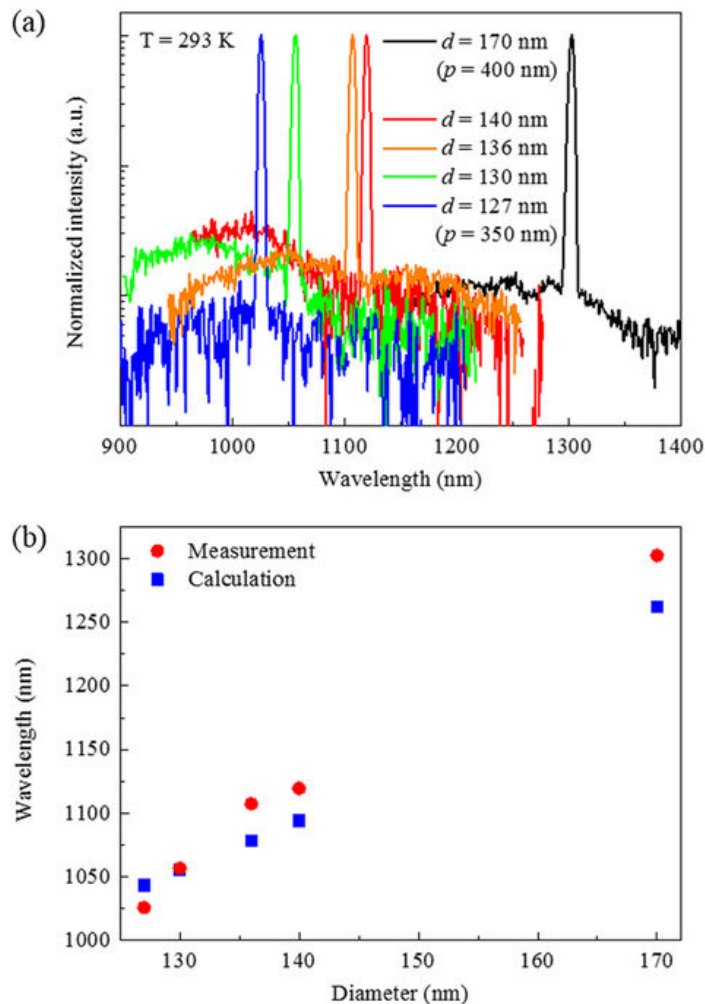 (a)
T = 293 K
d = 170 nm
(p = 400 nm)
d = 140 nm
d = 136 nm
d = 130 nm
d = 127 nm
(p = 350 nm)
Normalized intensity (a.u.)
900 1000 1100 1200 1300 1400
Wavelength (nm)
(b)
Measurement
Calculation
Wavelength (nm)
1300
1250
1200
1150
1100
1050
1000
130 140 150 160 170
Diameter (nm)